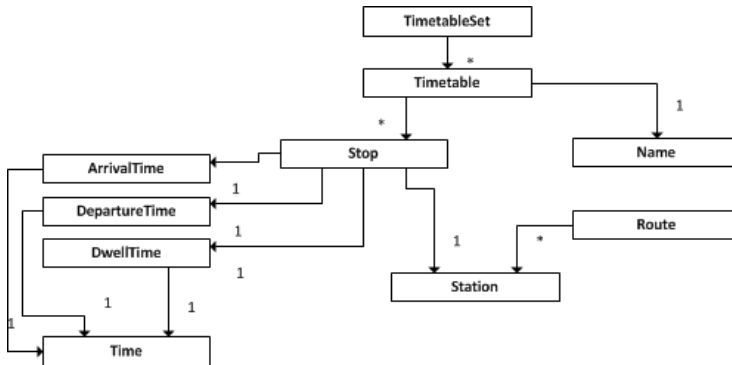 TimetableSet
*
Timetable
*
1
Stop
Name
ArrivalTime
1
DepartureTime
Route
1
1
*
DwellTime
1
Station
1
1
1
Time